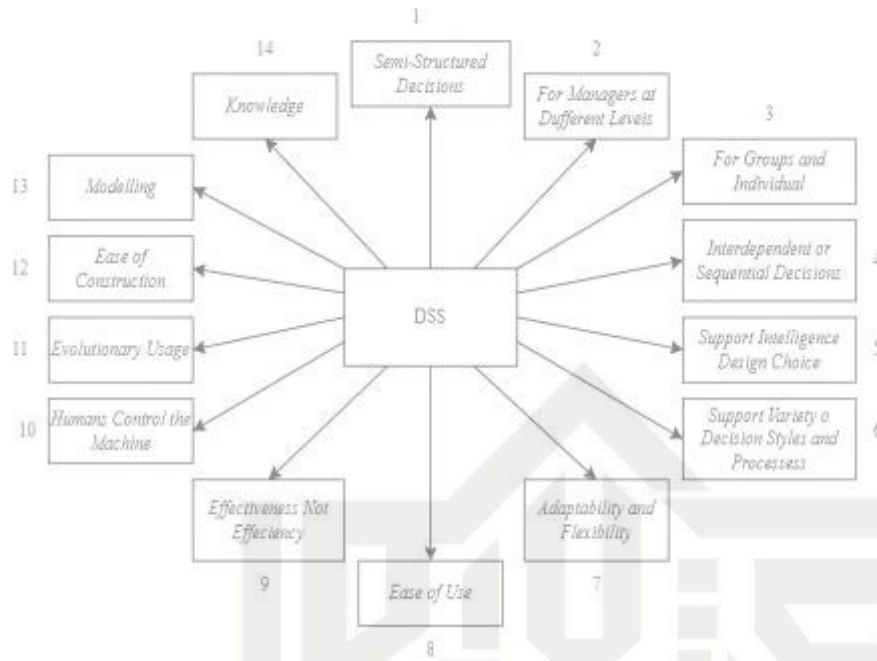 1
Semi-Structured
Decisions
2
For Managers at
Dufferent Levels
3
For Groups and
Individual
4
Interdependent or
Sequential Decisions
5
Support Intelligence
Design Choice
6
Support Variety o
Decision Styles and
Processess
7
Adaptability and
Flexibility
8
Ease of Use
9
Effectiveness Not
Effeciency
10
Humans Control the
Machine
11
Evolutionary Usage
12
Ease of
Construction
13
Modelling
14
Knowledge
DSS